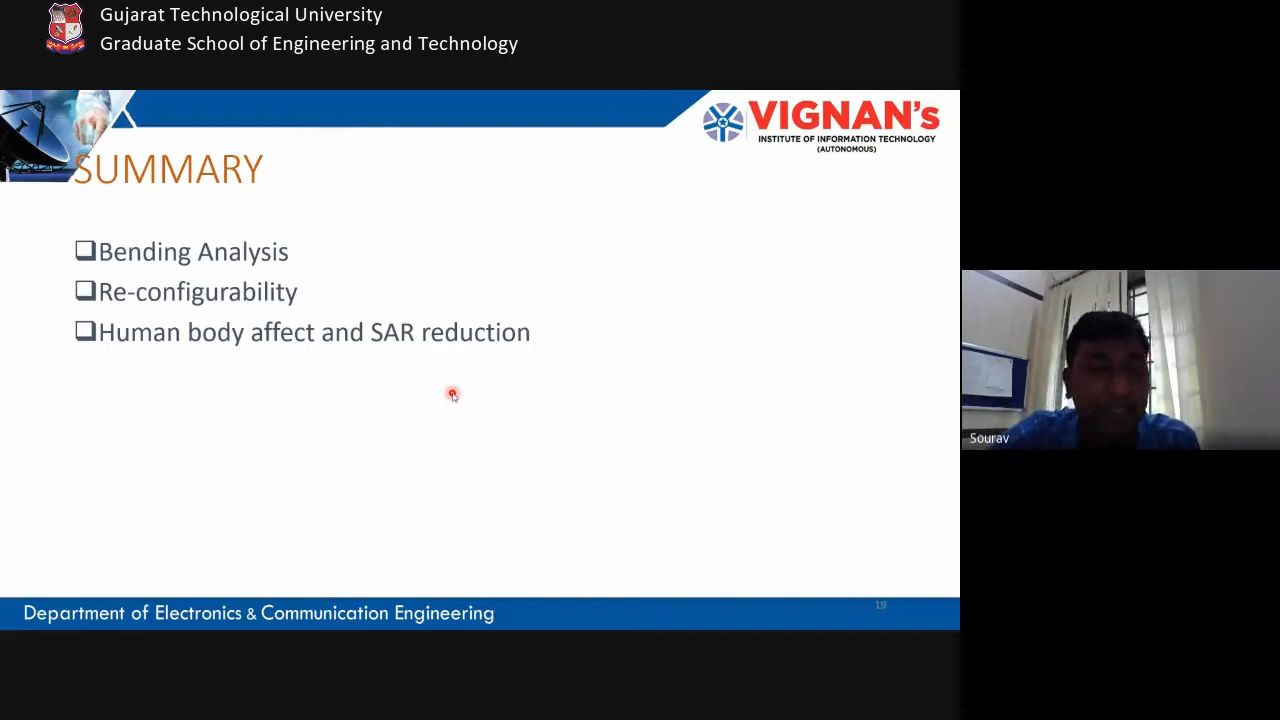 Gujarat Technological University
Graduate School of Engineering and Technology
VIGNAN's
INSTITUTE OF INFORMATION TECHNOLOGY
(AUTONOMOUS)
SUMMARY
❑Bending Analysis
❑Re-configurability
❑Human body affect and SAR reduction
Sourav
Department of Electronics & Communication Engineering
19